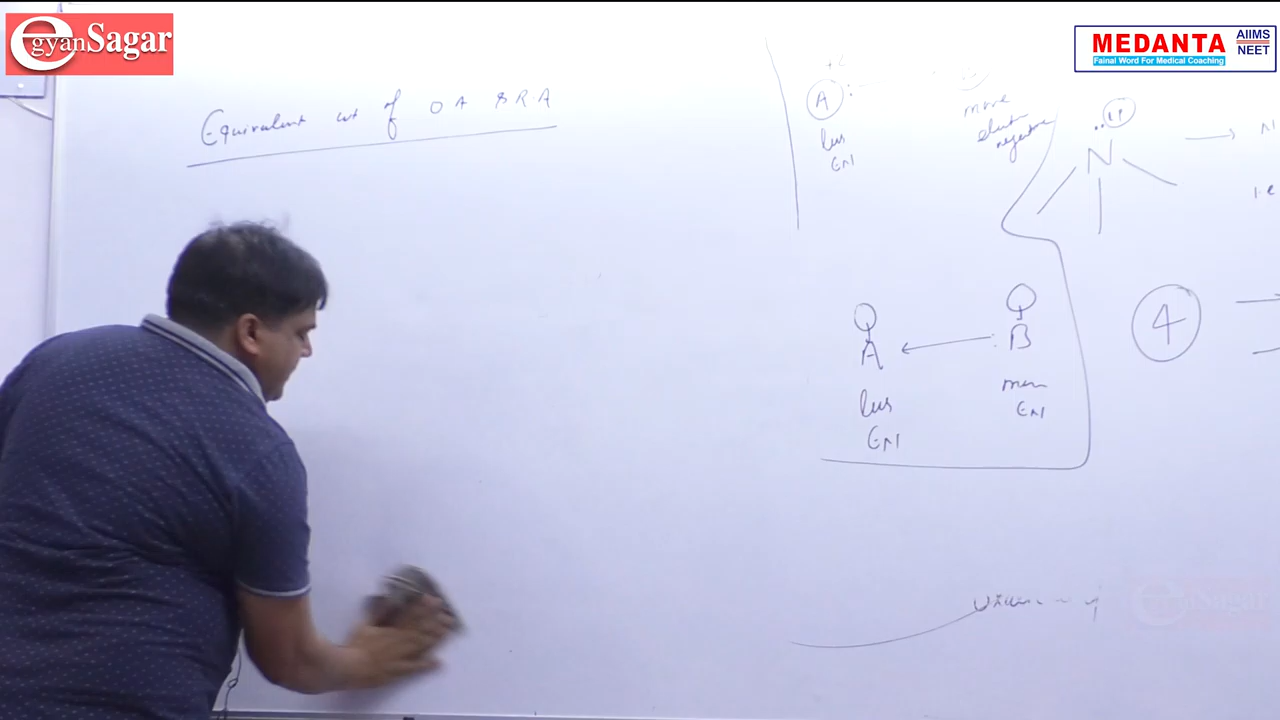 egyanSagar
MEDANTA
AIIMS
NEET
Fainal Word For Medical Coaching
Equivalent wt of OA & RA
A
less
EN
more
electro
negative
N
l.p
A
less
EN
B
more
EN
4
i.e
egyanSagar